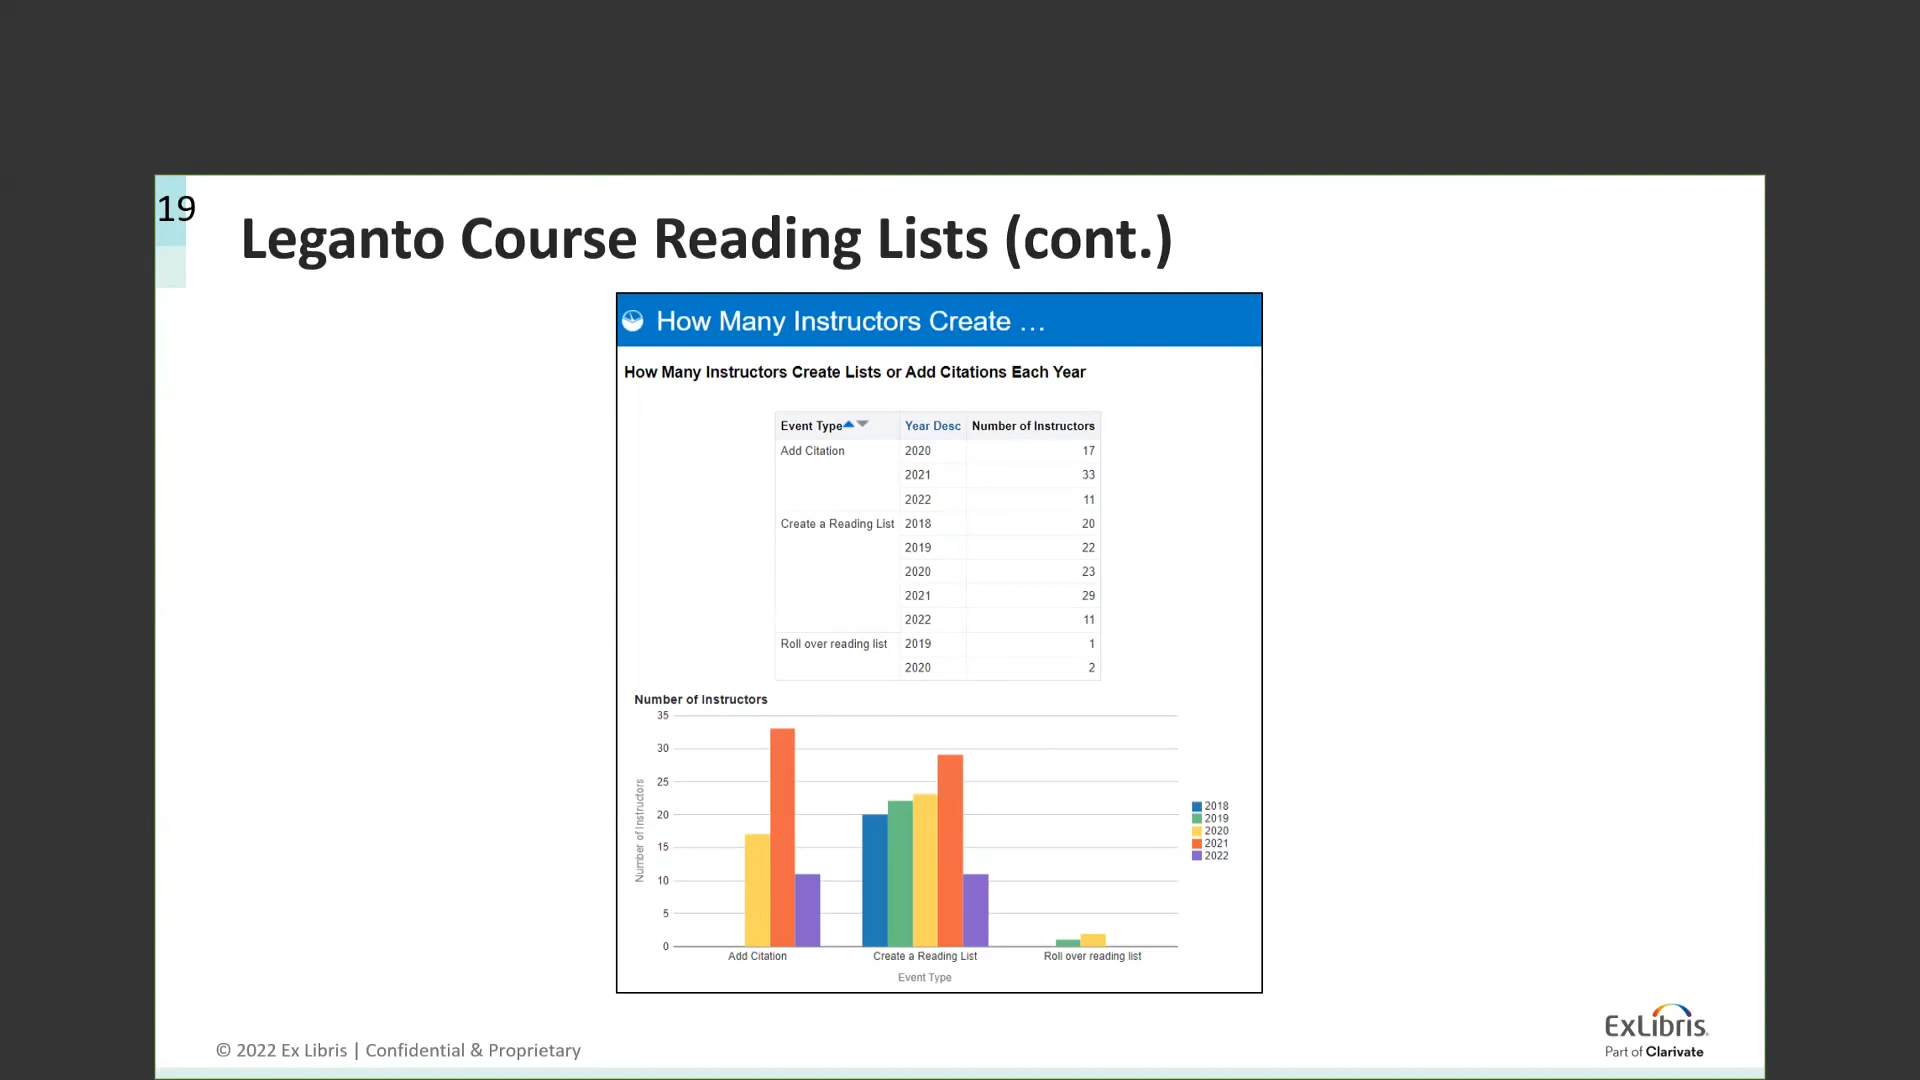 19
Leganto Course Reading Lists (cont.)
How Many Instructors Create …
How Many Instructors Create Lists or Add Citations Each Year
Event Type Year Desc Number of Instructors
Add Citation 2020 17
2021 33
2022 11
Create a Reading List 2018 20
2019 22
2020 23
2021 29
2022 11
Roll over reading list 2019 1
2020 2
Number of Instructors
35
30
25
20
15
10
5
0
Number of Instructors
Add Citation Create a Reading List Roll over reading list
Event Type
2018
2019
2020
2021
2022
© 2022 Ex Libris | Confidential & Proprietary
ExLibris
Part of Clarivate